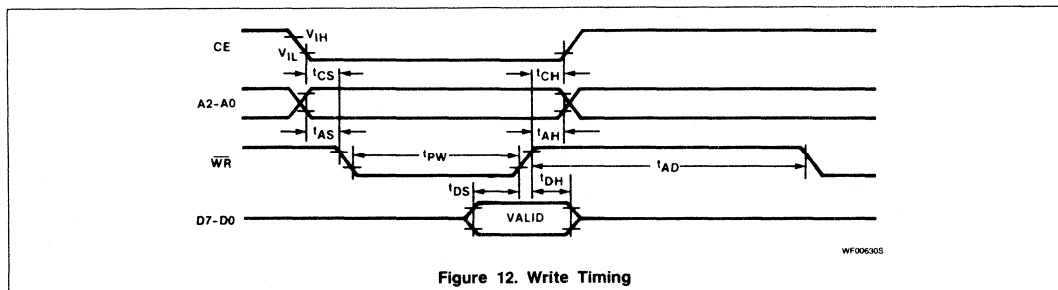 CE
VIH
VIL
tCS
tCH
A2-A0
tAS
tAH
WR
tPW
tAD
tDS
tDH
D7-D0
VALID
WF00630S
Figure 12. Write Timing